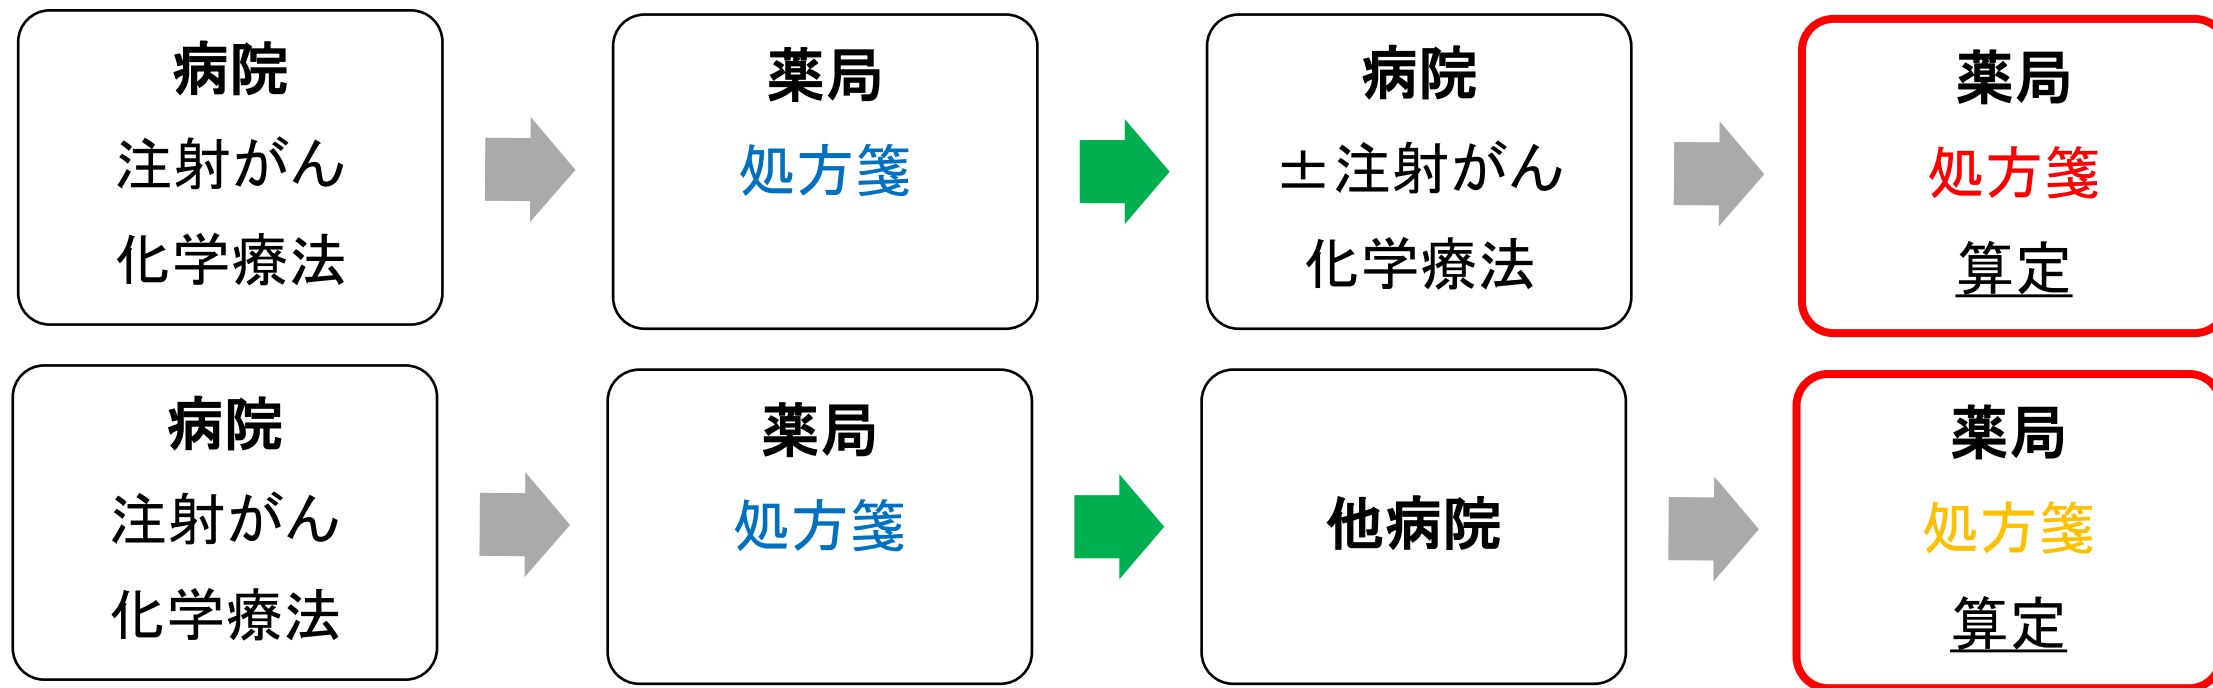 病院
注射がん
化学療法
薬局
処方箋
病院
±注射がん
化学療法
薬局
処方箋
算定
病院
注射がん
化学療法
薬局
処方箋
他病院
薬局
処方箋
算定